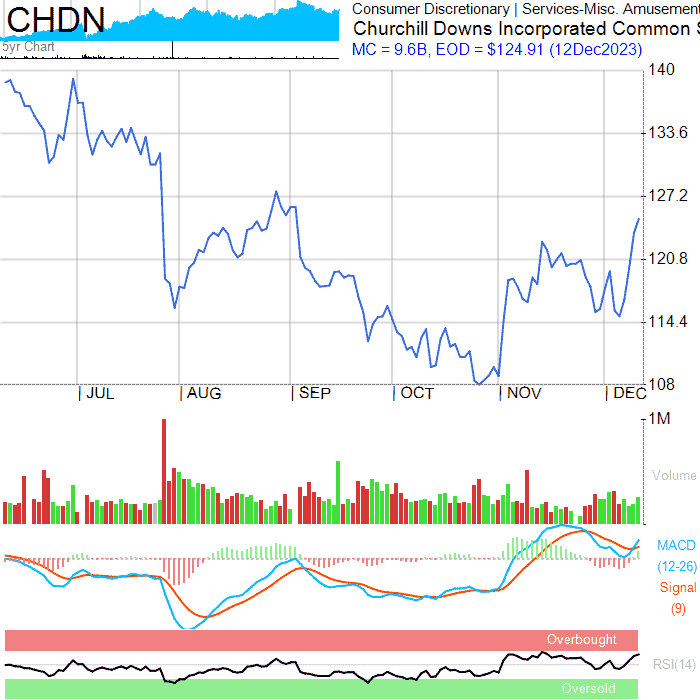 CHDN
5yr Chart
Consumer Discretionary | Services-Misc. Amusement
Churchill Downs Incorporated Common S
MC = 9.6B, EOD = $124.91 (12Dec2023)
140
133.6
127.2
120.8
114.4
108
JUL AUG SEP OCT NOV DEC
1M
Volume
MACD
(12-26)
Signal
(9)
Overbought
RSI(14)
Oversold